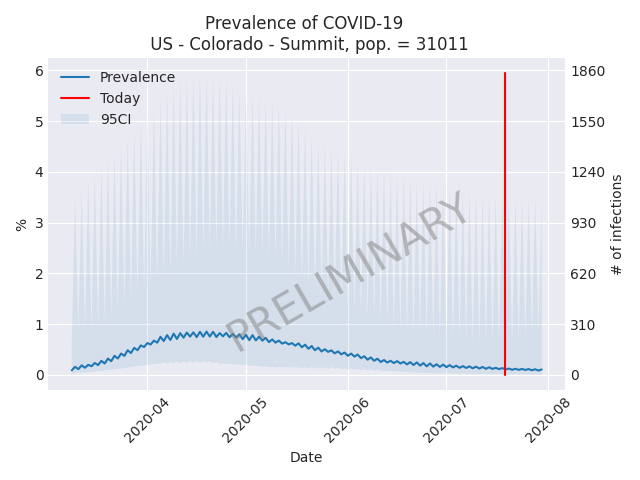 Prevalence of COVID-19
US - Colorado - Summit, pop. = 31011
Prevalence
Today
95CI
6
5
4
3
2
1
0
%
1860
1550
1240
930
620
310
0
# of infections
PRELIMINARY
2020-04
2020-05
2020-06
2020-07
2020-08
Date